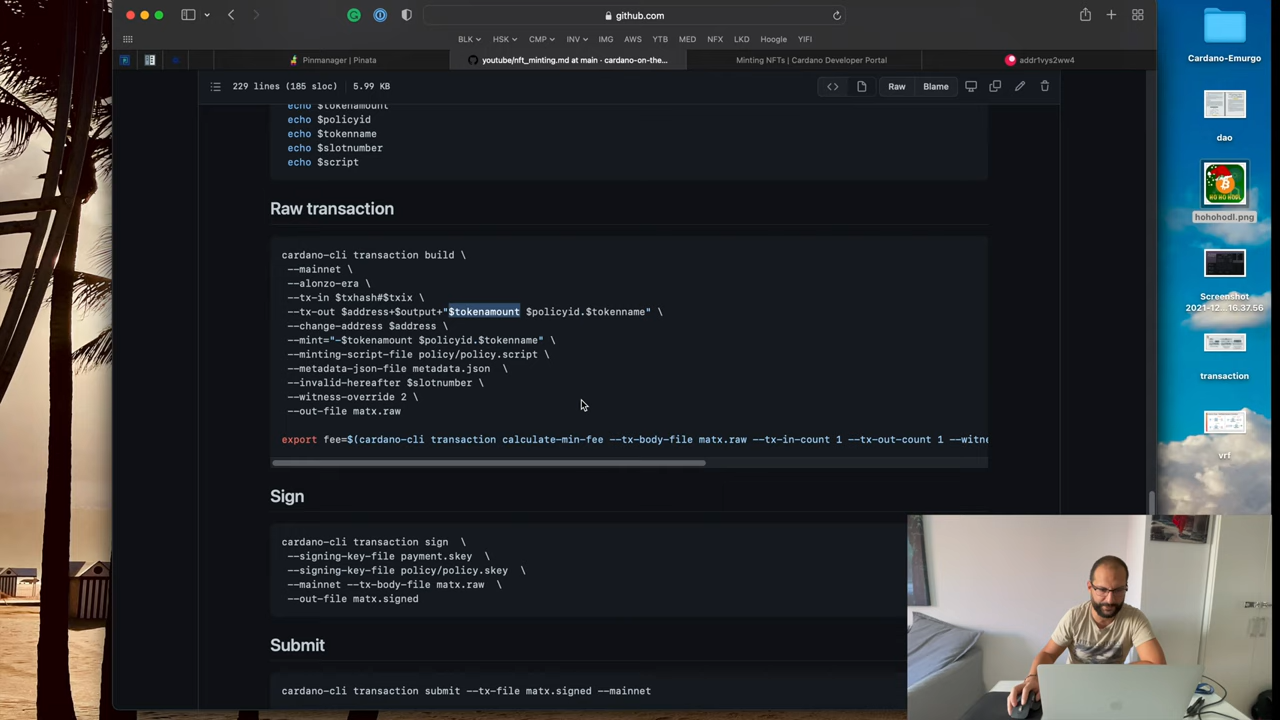 github.com
BLK HSK CMP INV IMG AWS YTB MED NFX LKD Hoogle YIFI
Pinmanager | Pinata
youtube/nft_minting.md at main · cardano-on-the...
Minting NFTs | Cardano Developer Portal
addr1vys2ww4
229 lines (185 sloc) 5.99 KB
Raw Blame
echo $tokenamount
echo $policyid
echo $tokenname
echo $slotnumber
echo $script
Raw transaction
cardano-cli transaction build \
--mainnet \
--alonzo-era \
--tx-in $txhash#$txix \
--tx-out $address+$output+"$tokenamount $policyid.$tokenname" \
--change-address $address \
--mint="-$tokenamount $policyid.$tokenname" \
--minting-script-file policy/policy.script \
--metadata-json-file metadata.json \
--invalid-hereafter $slotnumber \
--witness-override 2 \
--out-file matx.raw
export fee=$(cardano-cli transaction calculate-min-fee --tx-body-file matx.raw --tx-in-count 1 --tx-out-count 1 --witne
Sign
cardano-cli transaction sign \
--signing-key-file payment.skey \
--signing-key-file policy/policy.skey \
--mainnet --tx-body-file matx.raw \
--out-file matx.signed
Submit
cardano-cli transaction submit --tx-file matx.signed --mainnet
Cardano-Emurgo
dao
HO HO HODL
hohohodl.png
Screenshot
2021-12...16.37.56
transaction
vrf